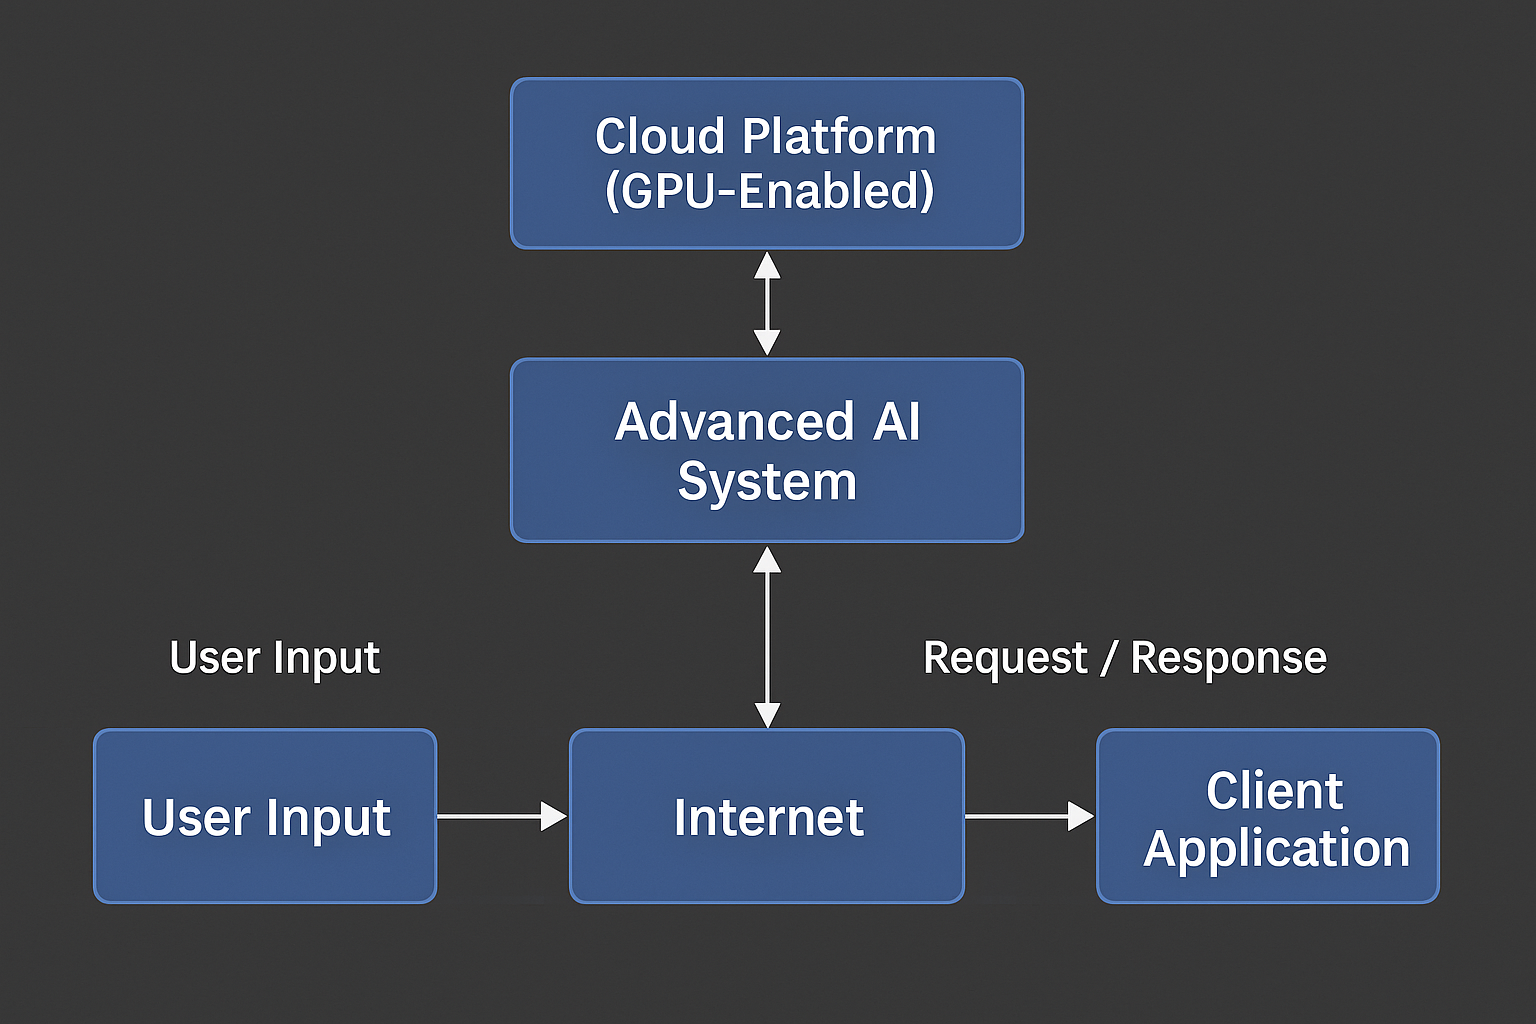 Cloud Platform
(GPU-Enabled)
Advanced AI
System
User Input
Request / Response
User Input
Internet
Client
Application